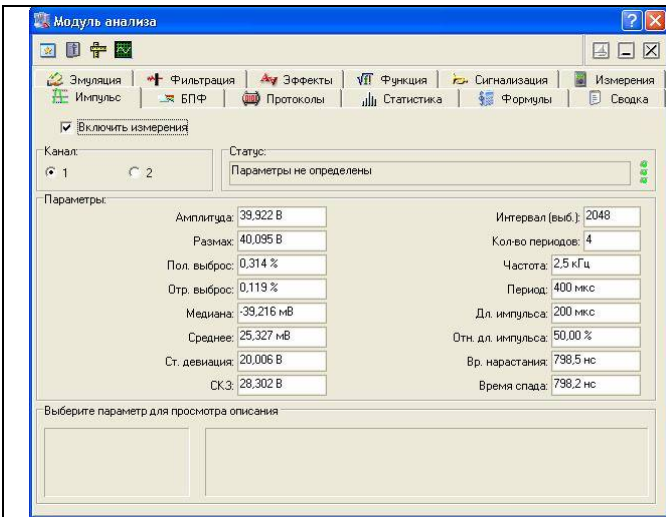 Модуль анализа
Эмуляция Фильтрация Эффекты Функция Сигнализация Измерения
Импульс БПФ Протоколы Статистика Формулы Сводка
Включить измерения
Канал: Статус:
1 2 Параметры не определены
Параметры:
Амплитуда: 39,922 В Интервал (выб.): 2048
Размах: 40,095 В Кол-во периодов: 4
Пол. выброс: 0,314 % Частота: 2,5 кГц
Отр. выброс: 0,119 % Период: 400 мкс
Медиана: -39,216 мВ Дл. импульса: 200 мкс
Среднее: 25,327 мВ Отн. дл. импульса: 50,00 %
Ст. девиация: 20,006 В Вр. нарастания: 798,5 нс
СКЗ: 28,302 В Время спада: 798,2 нс
Выберите параметр для просмотра описания